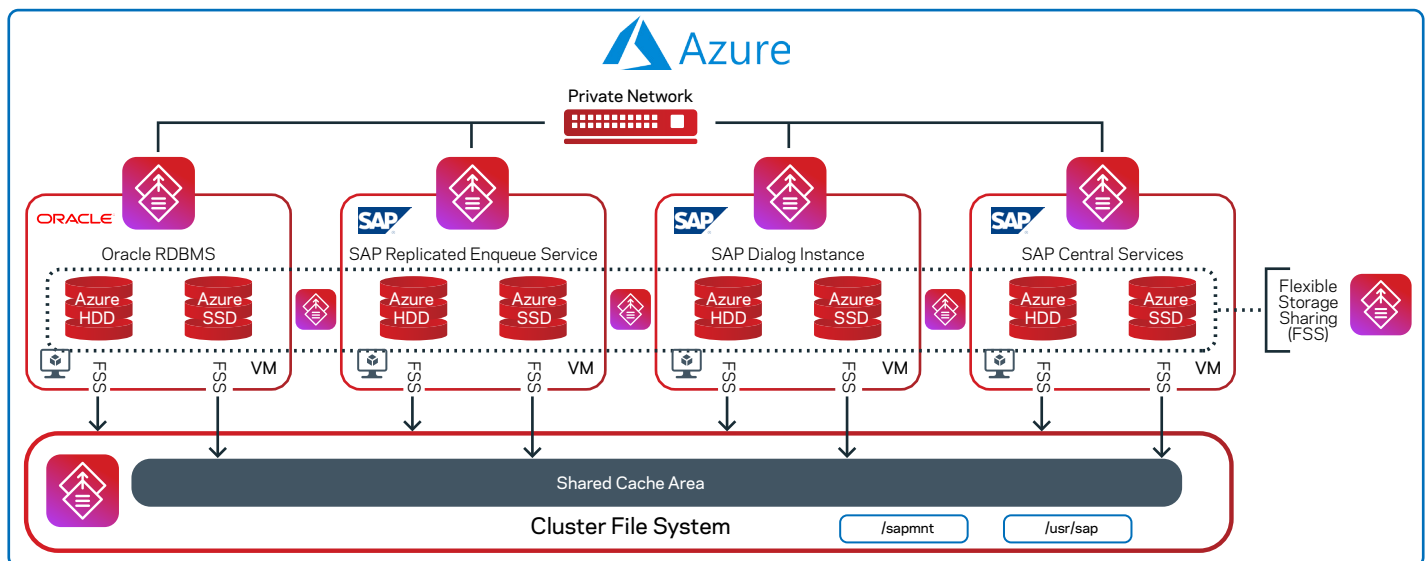 Azure
Private Network
ORACLE
SAP
SAP
SAP
Oracle RDBMS
SAP Replicated Enqueue Service
SAP Dialog Instance
SAP Central Services
Azure
HDD
Azure
SSD
Azure
HDD
Azure
SSD
Azure
HDD
Azure
SSD
Azure
HDD
Azure
SSD
Flexible
Storage
Sharing
(FSS)
FSS
FSS
VM
FSS
FSS
VM
FSS
FSS
VM
FSS
FSS
VM
Shared Cache Area
Cluster File System
/sapmnt
/usr/sap